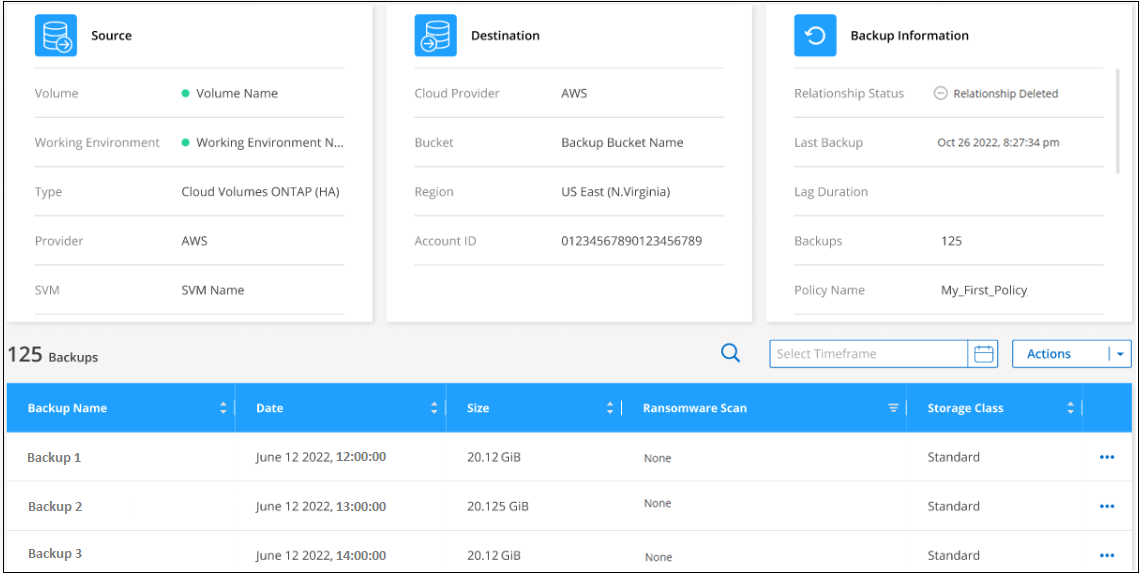 Source
Volume Volume Name
Working Environment Working Environment N...
Type Cloud Volumes ONTAP (HA)
Provider AWS
SVM SVM Name
Destination
Cloud Provider AWS
Bucket Backup Bucket Name
Region US East (N.Virginia)
Account ID 01234567890123456789
Backup Information
Relationship Status Relationship Deleted
Last Backup Oct 26 2022, 8:27:34 pm
Lag Duration
Backups 125
Policy Name My_First_Policy
125 Backups
Select Timeframe
Actions
Backup Name Date Size Ransomware Scan Storage Class
Backup 1 June 12 2022, 12:00:00 20.12 GiB None Standard
Backup 2 June 12 2022, 13:00:00 20.125 GiB None Standard
Backup 3 June 12 2022, 14:00:00 20.12 GiB None Standard